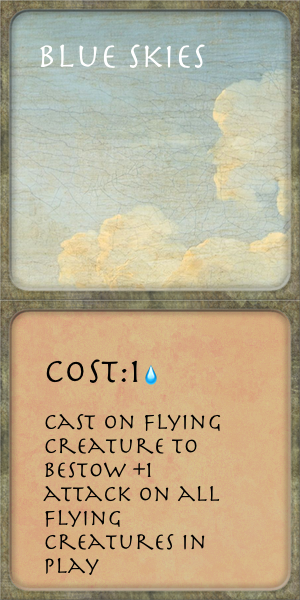 BLUE SKIES
COST:1💧
CAST ON FLYING
CREATURE TO
BESTOW +1
ATTACK ON ALL
FLYING
CREATURES IN
PLAY